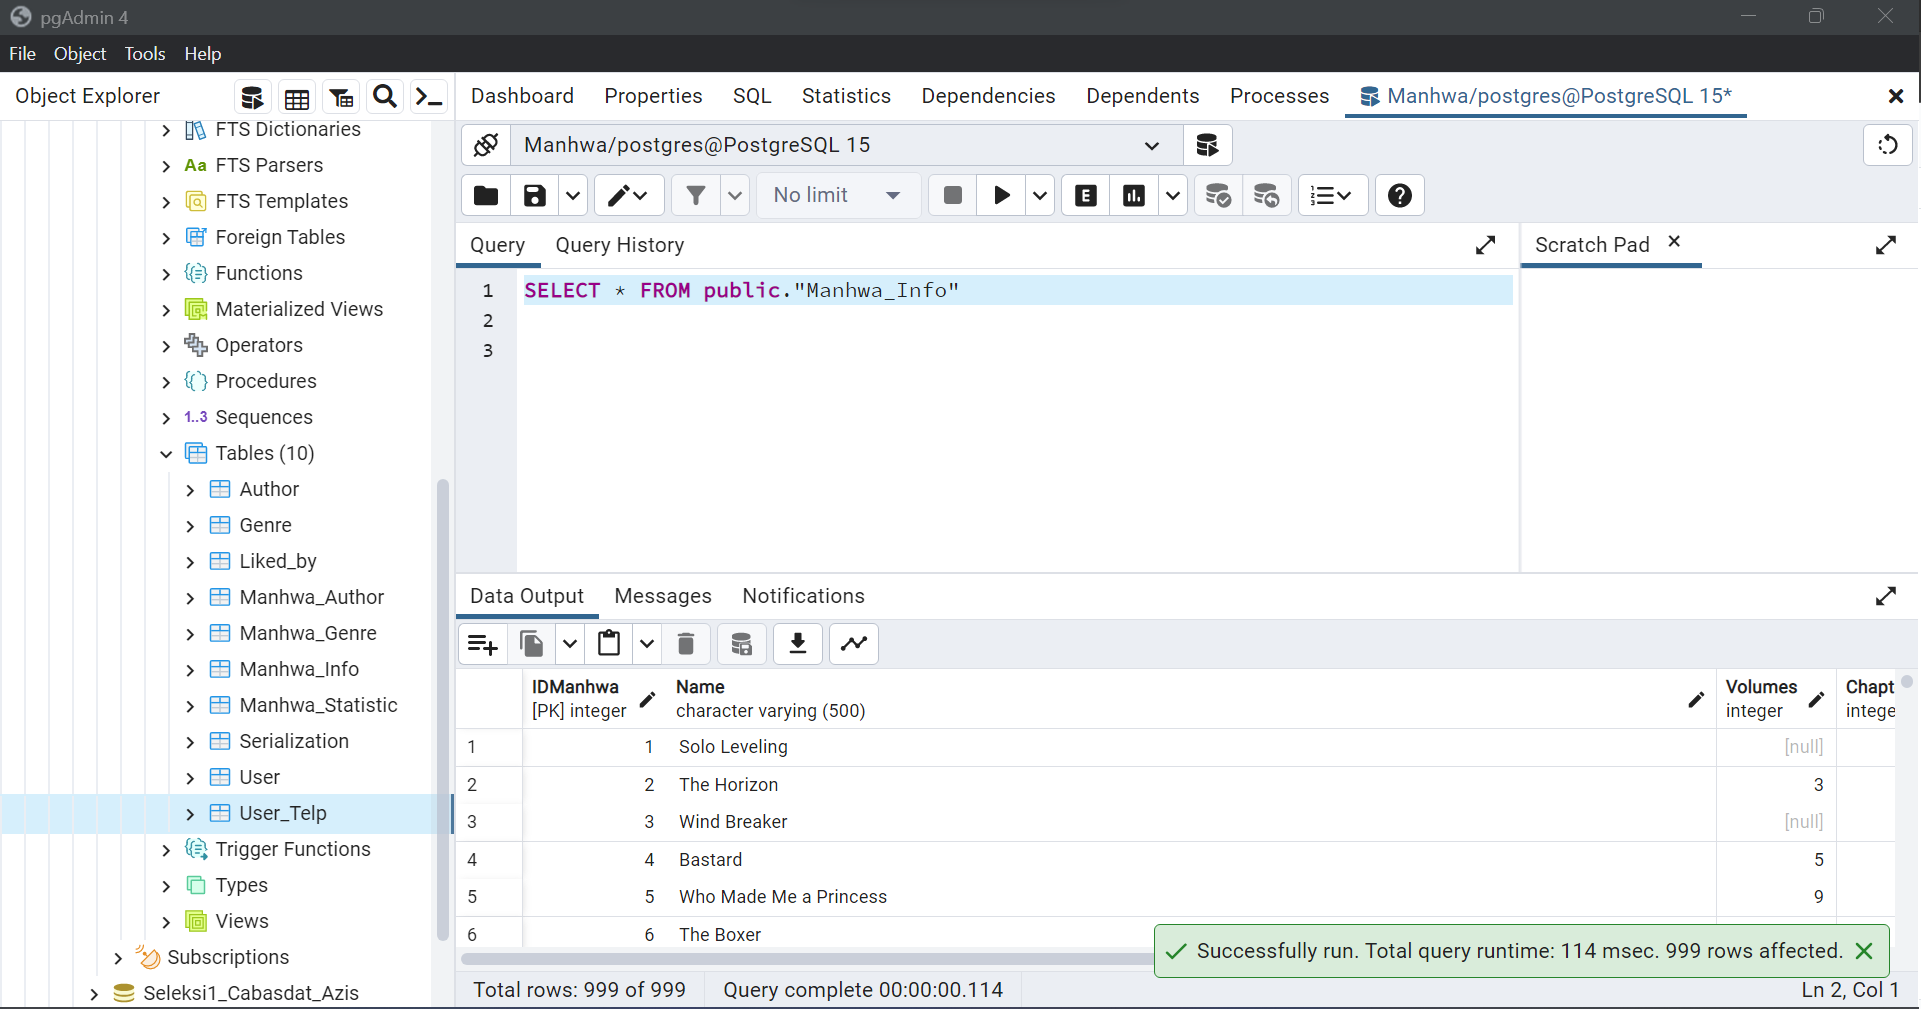 pgAdmin 4
File Object Tools Help
Object Explorer
Dashboard Properties SQL Statistics Dependencies Dependents Processes Manhwa/postgres@PostgreSQL 15*
FTS Dictionaries
Aa FTS Parsers
FTS Templates
Foreign Tables
Functions
Materialized Views
Operators
Procedures
1..3 Sequences
Tables (10)
Author
Genre
Liked_by
Manhwa_Author
Manhwa_Genre
Manhwa_Info
Manhwa_Statistic
Serialization
User
User_Telp
Trigger Functions
Types
Views
Subscriptions
Seleksi1_Cabasdat_Azis
Manhwa/postgres@PostgreSQL 15
No limit
E
Query Query History
Scratch Pad
1 SELECT * FROM public."Manhwa_Info"
2
3
Data Output Messages Notifications
IDManhwa Name Volumes Chapt
[PK] integer character varying (500) integer intege
1 1 Solo Leveling [null]
2 2 The Horizon 3
3 3 Wind Breaker [null]
4 4 Bastard 5
5 5 Who Made Me a Princess 9
6 6 The Boxer
Successfully run. Total query runtime: 114 msec. 999 rows affected.
Total rows: 999 of 999 Query complete 00:00:00.114 Ln 2, Col 1